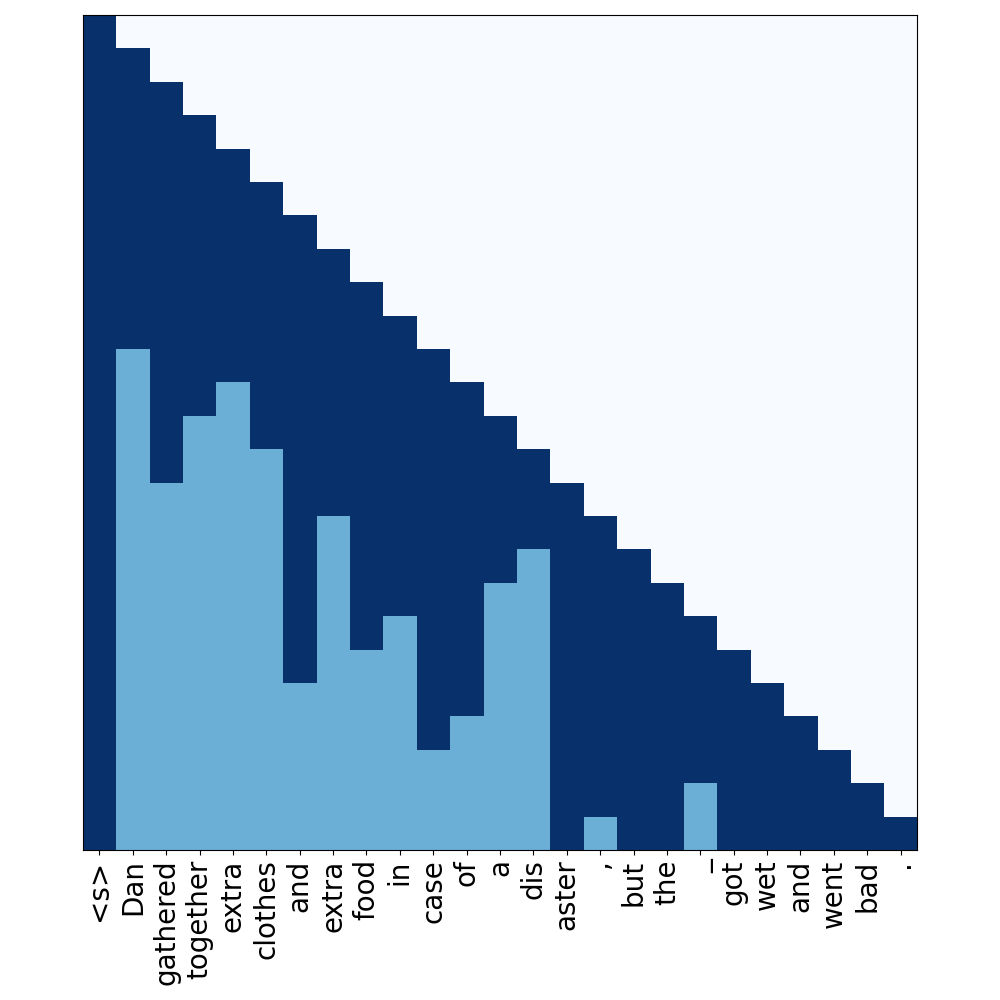 <s> Dan gathered together extra clothes and extra food in case of a dis aster , but the _ got wet and went bad .